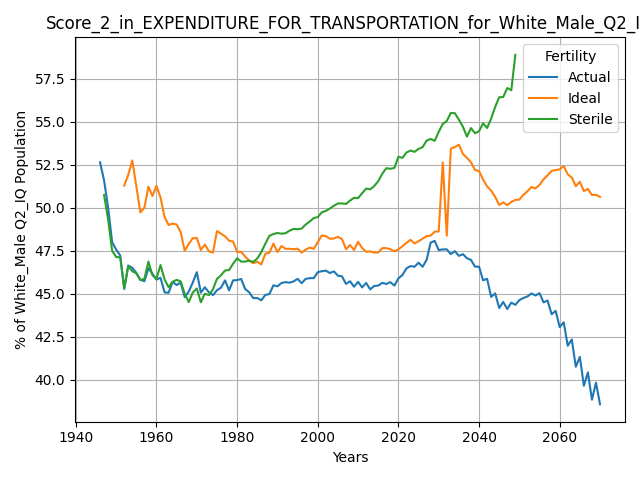 Score_2_in_EXPENDITURE_FOR_TRANSPORTATION_for_White_Male_Q2_I
Fertility
Actual
Ideal
Sterile
% of White_Male Q2_IQ Population
57.5
55.0
52.5
50.0
47.5
45.0
42.5
40.0
1940 1960 1980 2000 2020 2040 2060
Years